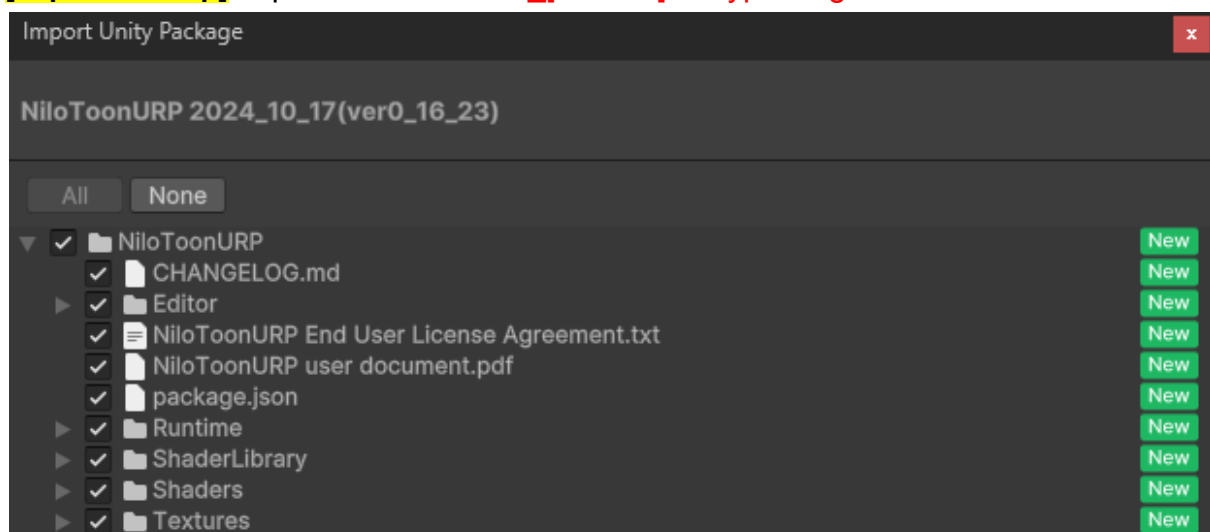 Import Unity Package
x
NiloToonURP 2024_10_17(ver0_16_23)
All None
NiloToonURP New
CHANGELOG.md New
Editor New
NiloToonURP End User License Agreement.txt New
NiloToonURP user document.pdf New
package.json New
Runtime New
ShaderLibrary New
Shaders New
Textures New